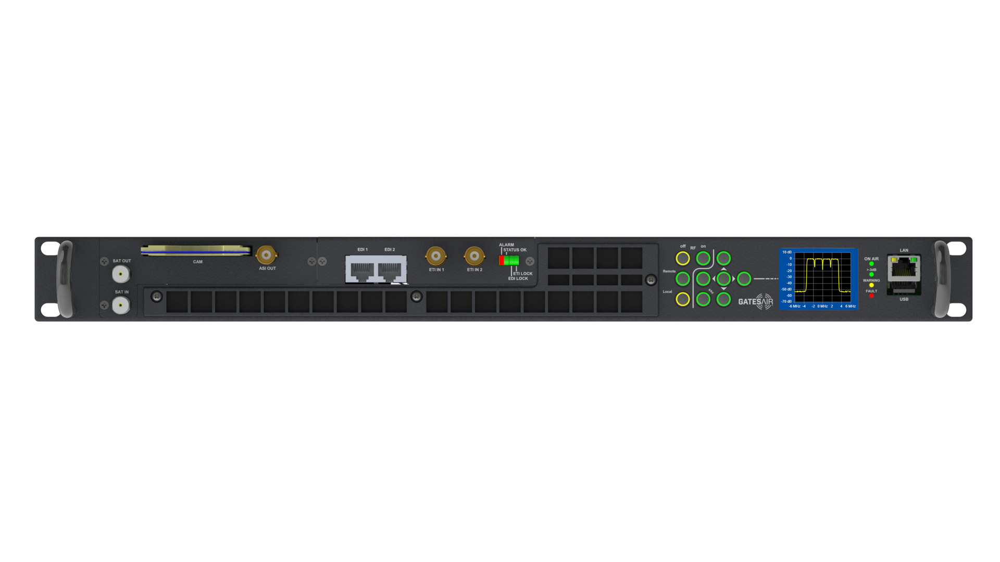 SAT OUT
SAT IN
CAM
ASI OUT
EDI 1
EDI 2
ETI IN 1
ETI IN 2
ALARM
STATUS OK
ETI LOCK
EDI LOCK
off
RF
on
Remote
Local
esc
GATESAIR
10 dB
0
-10
-20
-30
-40
-50 dB
-60
-70 dB
-6 MHz -4 -2 0 MHz 2 4 6 MHz
ON AIR
>-3dB
WARNING
FAULT
LAN
USB